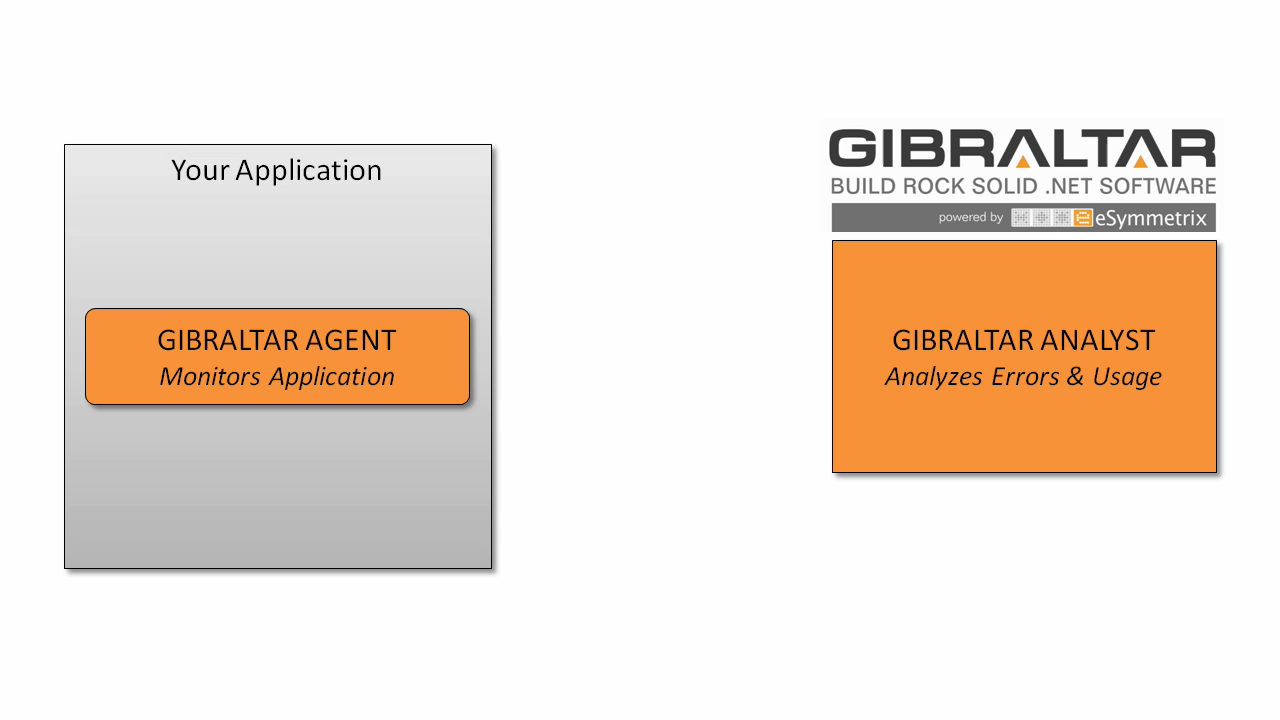 Your Application
GIBRALTAR AGENT
Monitors Application
GIBRALTAR
BUILD ROCK SOLID .NET SOFTWARE
powered by eSymmetrix
GIBRALTAR ANALYST
Analyzes Errors & Usage